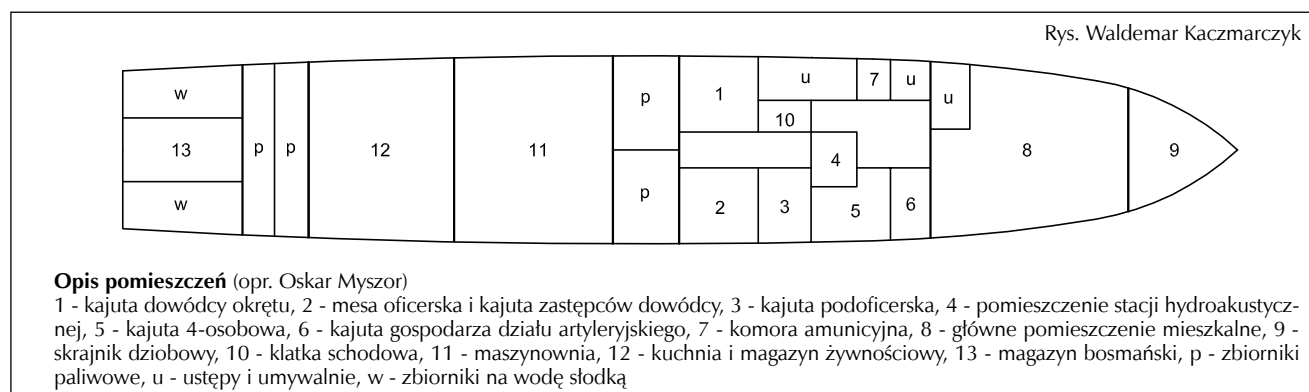 Rys. Waldemar Kaczmarczyk
w
13
w
p
p
12
11
p
p
1
2
u
10
3
7
4
5
u
6
u
8
9
Opis pomieszczeń (opr. Oskar Myszor)
1 - kajuta dowódcy okrętu, 2 - mesa oficerska i kajuta zastępców dowódcy, 3 - kajuta podoficerska, 4 - pomieszczenie stacji hydroakustycz-
nej, 5 - kajuta 4-osobowa, 6 - kajuta gospodarza działu artyleryjskiego, 7 - komora amunicyjna, 8 - główne pomieszczenie mieszkalne, 9 -
skrajnik dziobowy, 10 - klatka schodowa, 11 - maszynownia, 12 - kuchnia i magazyn żywnościowy, 13 - magazyn bosmański, p - zbiorniki
paliwowe, u - ustępy i umywalnie, w - zbiorniki na wodę słodką